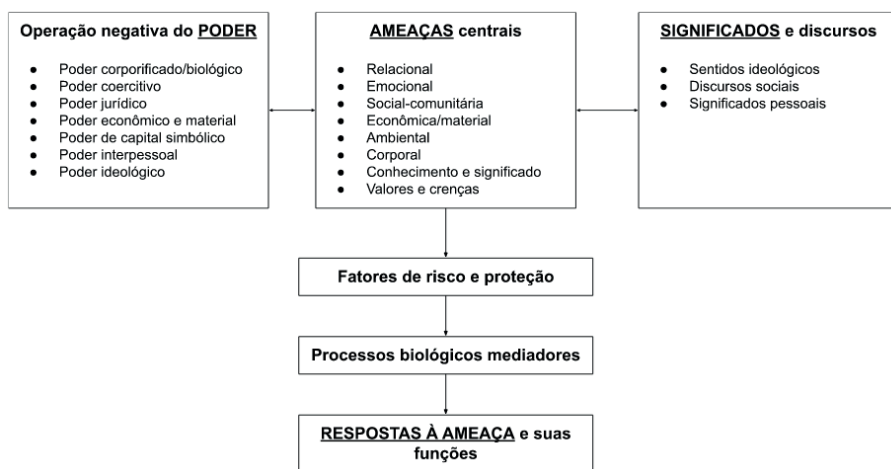 Operação negativa do PODER
Poder corporificado/biológico
Poder coercitivo
Poder jurídico
Poder econômico e material
Poder de capital simbólico
Poder interpessoal
Poder ideológico
AMEAÇAS centrais
Relacional
Emocional
Social-comunitária
Econômica/material
Ambiental
Corporal
Conhecimento e significado
Valores e crenças
SIGNIFICADOS e discursos
Sentidos ideológicos
Discursos sociais
Significados pessoais
Fatores de risco e proteção
Processos biológicos mediadores
RESPOSTAS À AMEAÇA e suas
funções